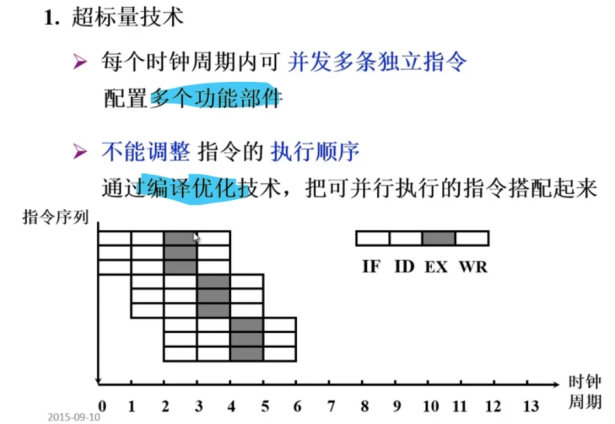 1. 超标量技术
➢ 每个时钟周期内可 并发多条独立指令
配置多个功能部件
➢ 不能调整 指令的 执行顺序
通过编译优化技术，把可并行执行的指令搭配起来
指令序列
IF ID EX WR
0 1 2 3 4 5 6 7 8 9 10 11 12 13
时钟
周期
2015-09-10